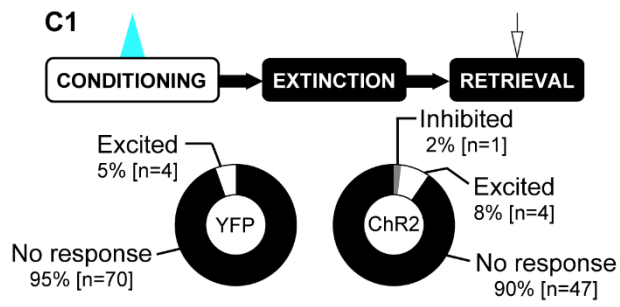 C1
CONDITIONING
EXTINCTION
RETRIEVAL
Excited
5% [n=4]
YFP
No response
95% [n=70]
Inhibited
2% [n=1]
Excited
8% [n=4]
ChR2
No response
90% [n=47]